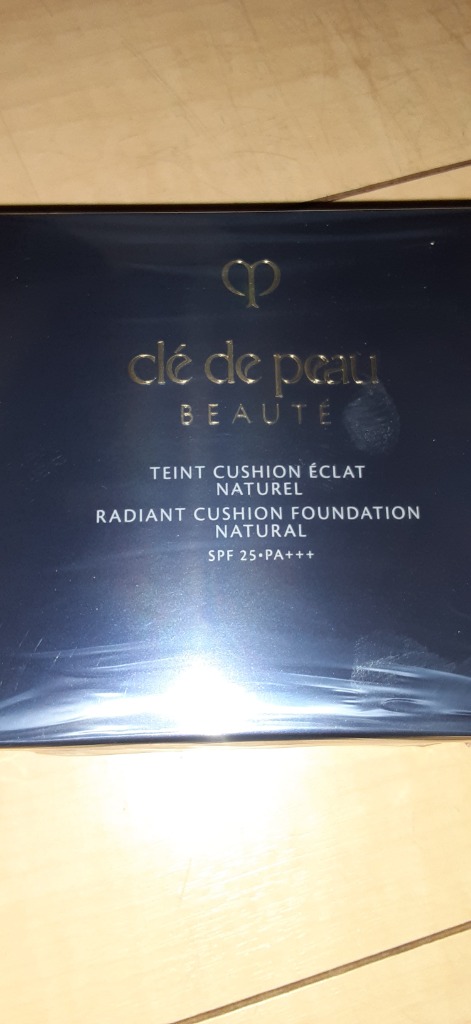 clé de peau
BEAUTÉ
TEINT CUSHION ÉCLAT
NATUREL
RADIANT CUSHION FOUNDATION
NATURAL
SPF 25•PA+++